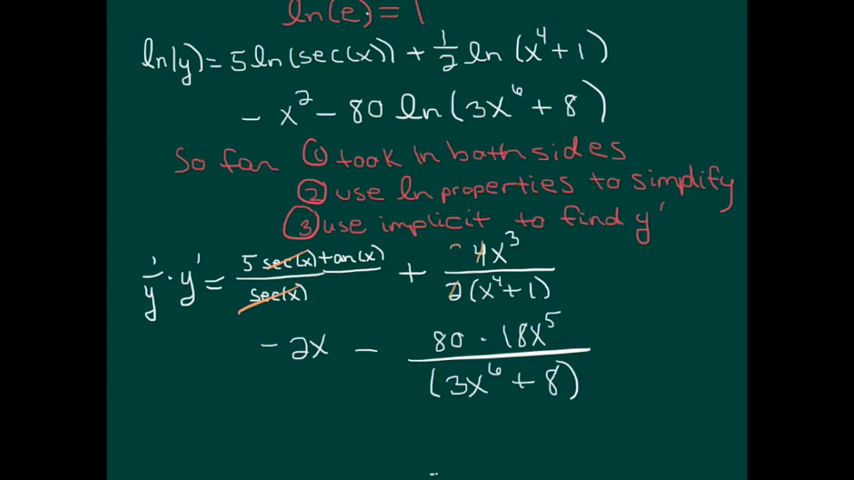 ln(e) = 1
ln(y) = 5 ln(sec(x)) + 1/2 ln (x^4 + 1)
- x^2 - 80 ln(3x^6 + 8)
So far ① took ln both sides
② use ln properties to simplify
③ use implicit to find y'
1/y · y' = 5 sec(x) tan(x) / sec(x) + 4x^3 / 2(x^4 + 1)
- 2x - 80 · 18x^5 / (3x^6 + 8)